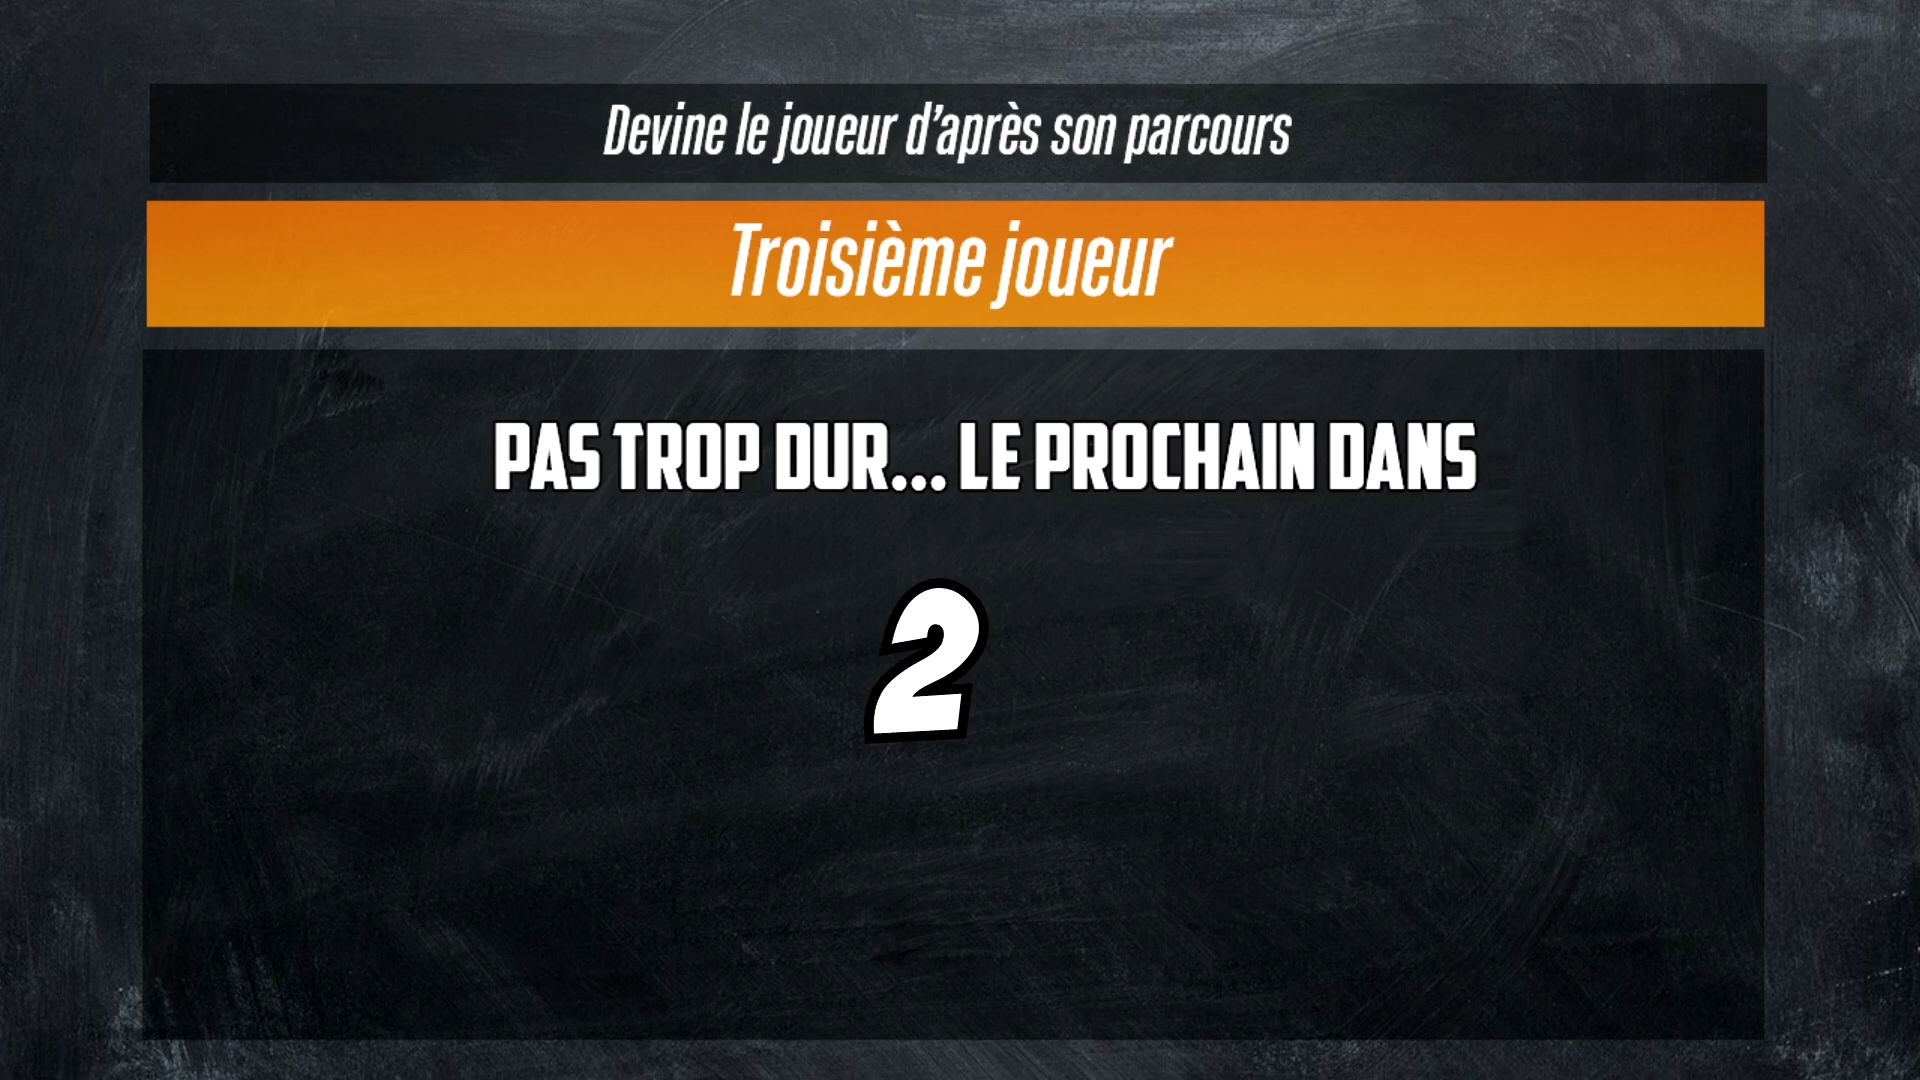 Devine le joueur d'après son parcours
Troisième joueur
PAS TROP DUR... LE PROCHAIN DANS
2